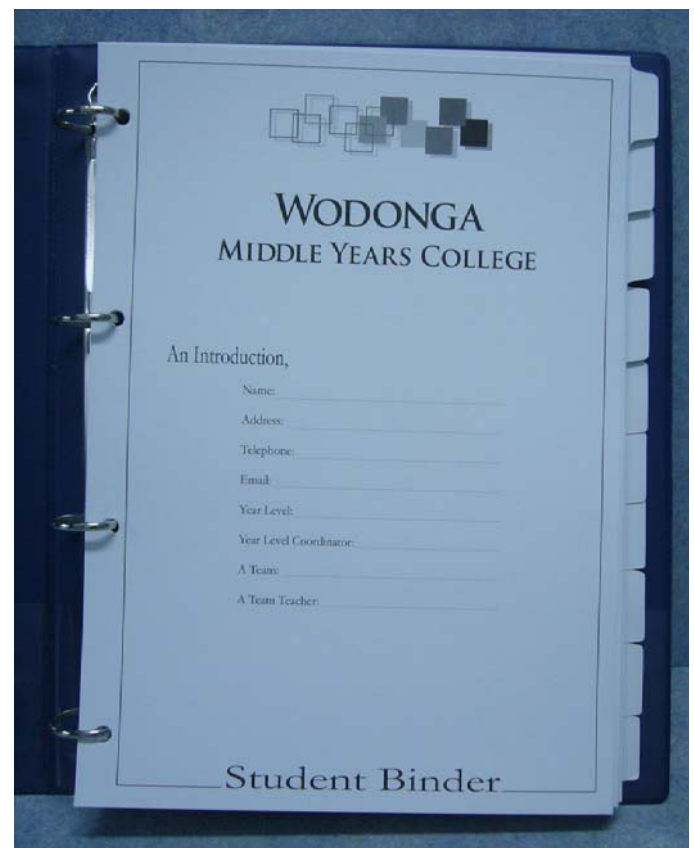 WODONGA
MIDDLE YEARS COLLEGE
An Introduction,
Name:
Address:
Telephone:
Email:
Year Level:
Year Level Coordinator:
A Team:
A Team Teacher:
Student Binder